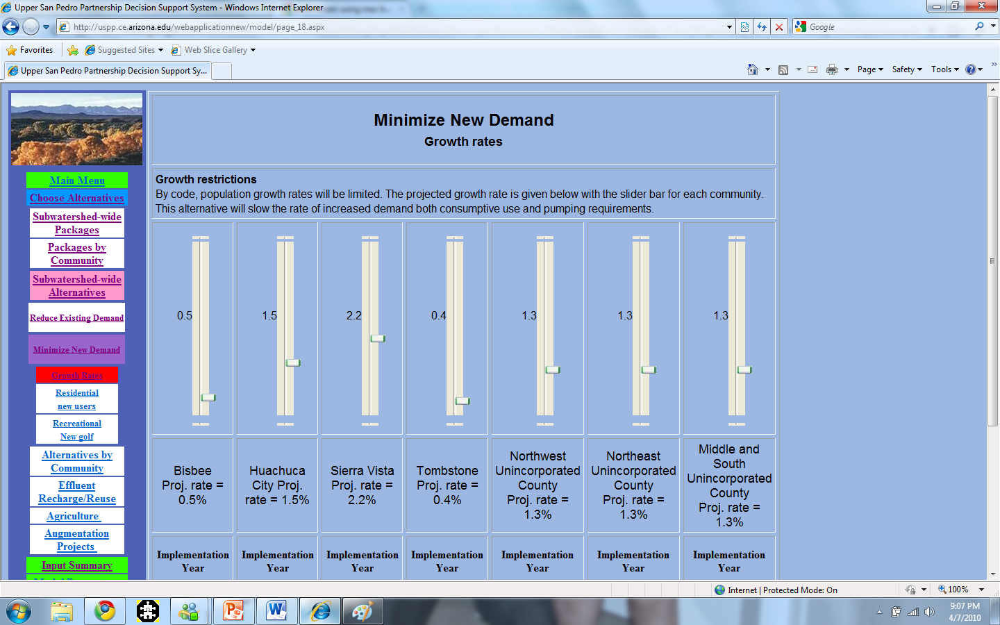 Upper San Pedro Partnership Decision Support System - Windows Internet Explorer
http://uspp.ce.arizona.edu/webapplicationnew/model/page_18.aspx
Google
Favorites
Suggested Sites
Web Slice Gallery
Upper San Pedro Partnership Decision Support Sy...
Page
Safety
Tools
Main Menu
Choose Alternatives
Subwatershed-wide
Packages
Packages by
Community
Subwatershed-wide
Alternatives
Reduce Existing Demand
Minimize New Demand
Growth Rates
Residential
new users
Recreational
New golf
Alternatives by
Community
Effluent
Recharge/Reuse
Agriculture
Augmentation
Projects
Input Summary
Minimize New Demand
Growth rates
Growth restrictions
By code, population growth rates will be limited. The projected growth rate is given below with the slider bar for each community.
This alternative will slow the rate of increased demand both consumptive use and pumping requirements.
0.5
1.5
2.2
0.4
1.3
1.3
1.3
Bisbee
Proj. rate =
0.5%
Huachuca
City Proj.
rate = 1.5%
Sierra Vista
Proj. rate =
2.2%
Tombstone
Proj. rate =
0.4%
Northwest
Unincorporated
County
Proj. rate =
1.3%
Northeast
Unincorporated
County
Proj. rate =
1.3%
Middle and
South
Unincorporated
County
Proj. rate =
1.3%
Implementation
Year
Implementation
Year
Implementation
Year
Implementation
Year
Implementation
Year
Implementation
Year
Implementation
Year
Internet | Protected Mode: On
100%
9:07 PM
4/7/2010